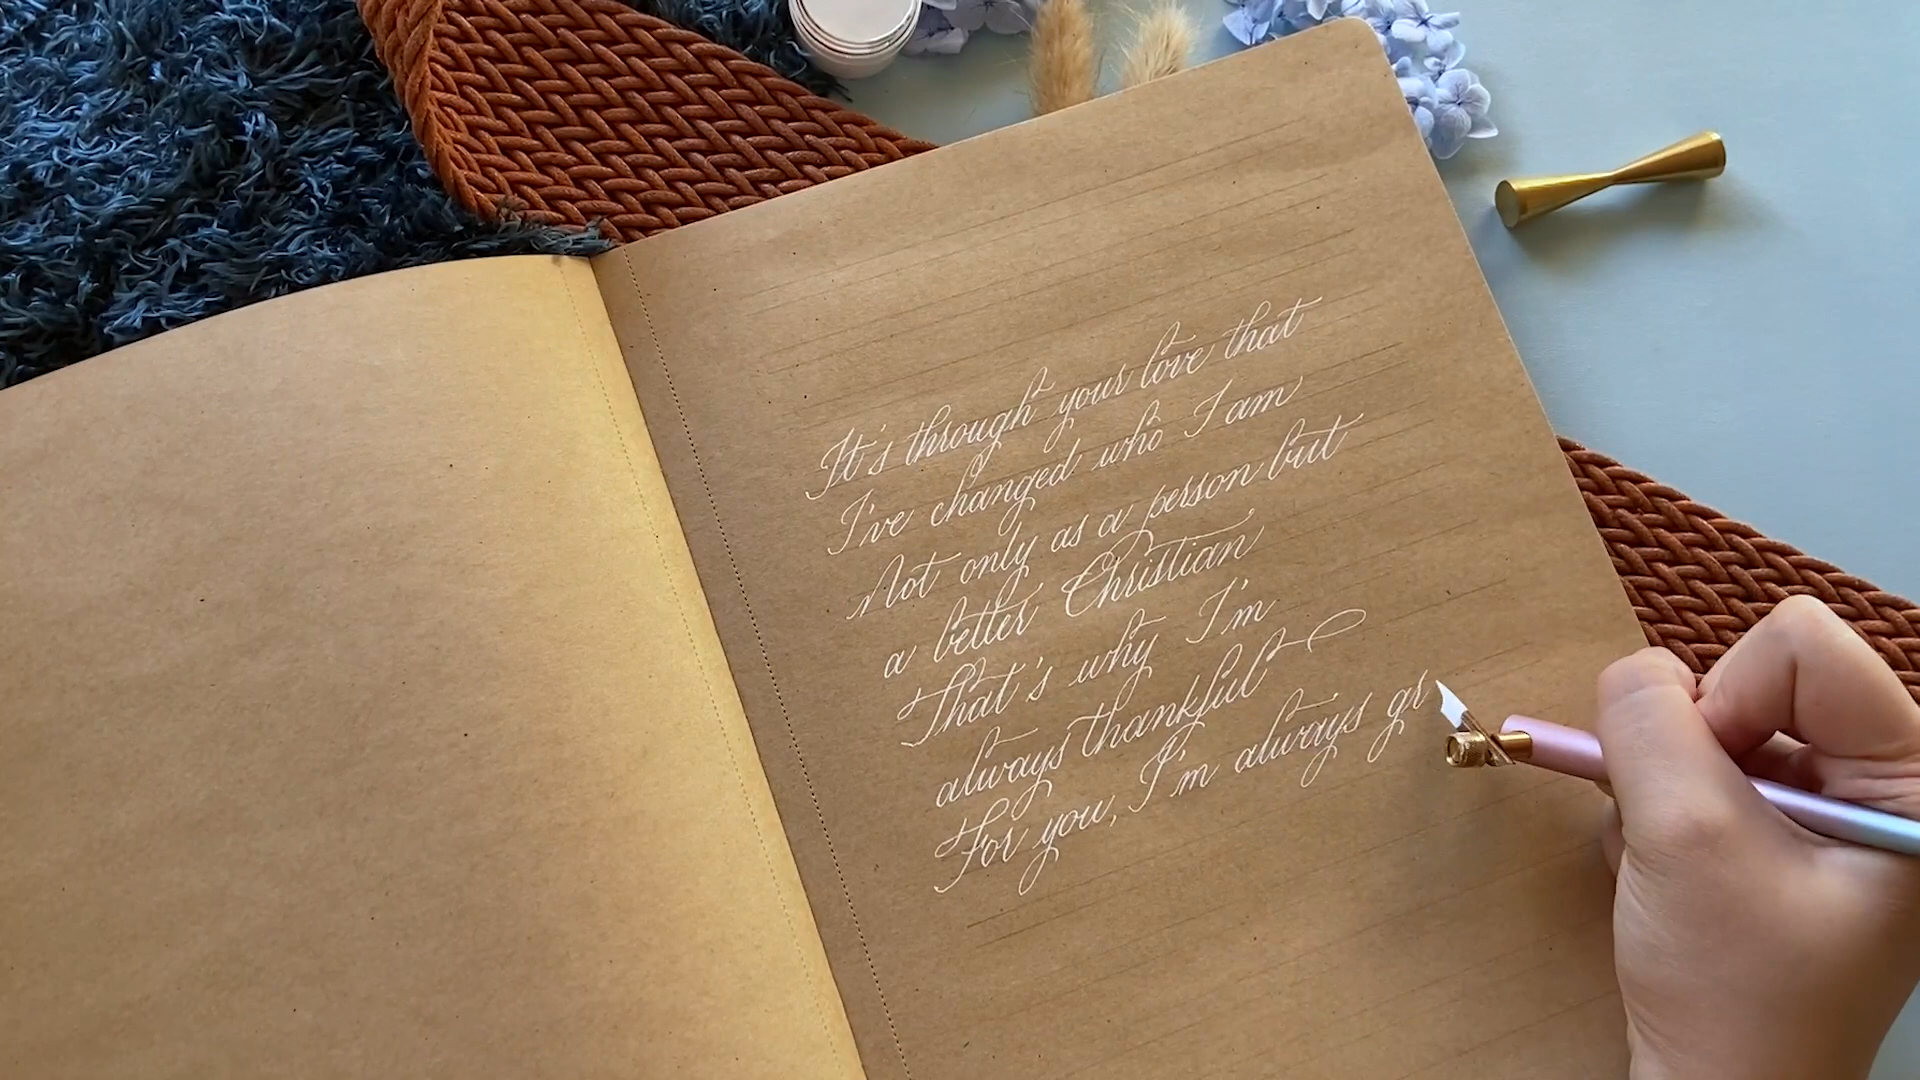 It's through your love that
I've changed who I am
Not only as a person but
a better Christian
That's why I'm
always thankful
For you, I'm always gr